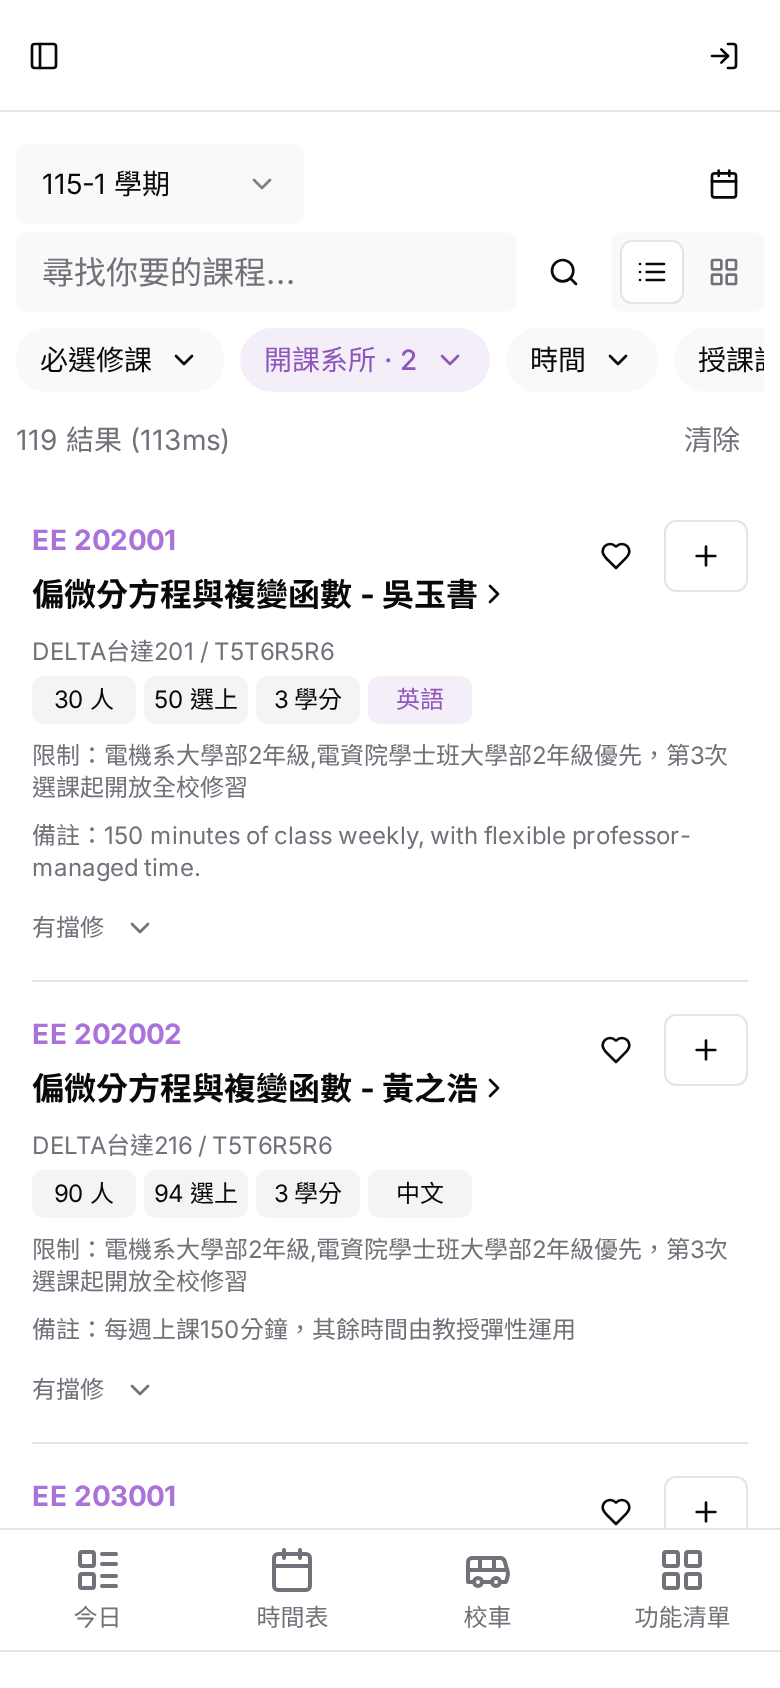 115-1 學期
尋找你要的課程...
必選修課
開課系所 · 2
時間
授課
119 結果 (113ms)
清除
EE 202001
偏微分方程與複變函數 - 吳玉書
DELTA台達201 / T5T6R5R6
30 人
50 選上
3 學分
英語
限制：電機系大學部2年級,電資院學士班大學部2年級優先，第3次
選課起開放全校修習
備註：150 minutes of class weekly, with flexible professor-
managed time.
有擋修
EE 202002
偏微分方程與複變函數 - 黃之浩
DELTA台達216 / T5T6R5R6
90 人
94 選上
3 學分
中文
限制：電機系大學部2年級,電資院學士班大學部2年級優先，第3次
選課起開放全校修習
備註：每週上課150分鐘，其餘時間由教授彈性運用
有擋修
EE 203001
今日
時間表
校車
功能清單